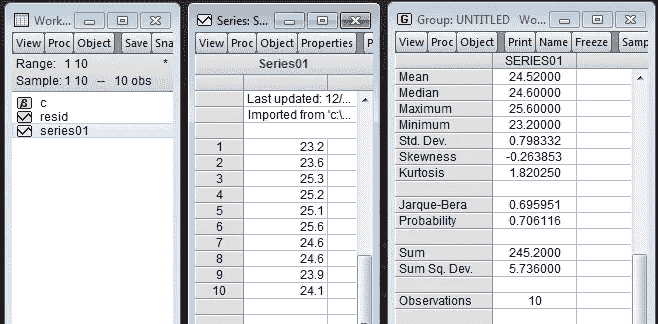 Work...
View Proc Object Save Sna
Range: 1 10 *
Sample: 1 10 -- 10 obs
c
resid
series01
Series: S...
View Proc Object Properties P
Series01
Last updated: 12/...
Imported from 'c:\...
1 23.2
2 23.6
3 25.3
4 25.2
5 25.1
6 25.6
7 24.6
8 24.6
9 23.9
10 24.1
G Group: UNTITLED Wo...
View Proc Object Print Name Freeze Samp
SERIES01
Mean 24.52000
Median 24.60000
Maximum 25.60000
Minimum 23.20000
Std. Dev. 0.798332
Skewness -0.263853
Kurtosis 1.820250
Jarque-Bera 0.695951
Probability 0.706116
Sum 245.2000
Sum Sq. Dev. 5.736000
Observations 10